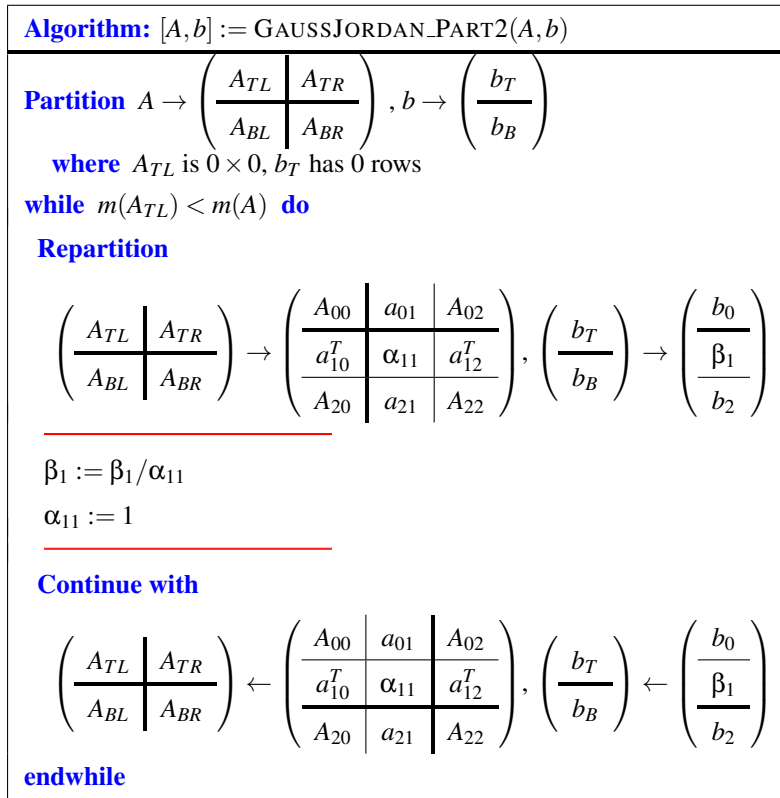 Algorithm: [A, b] := GAUSSJORDAN_PART2(A, b)
Partition A → ( A_TL | A_TR ; A_BL | A_BR ) , b → ( b_T ; b_B )
where A_TL is 0 × 0, b_T has 0 rows
while m(A_TL) < m(A) do
Repartition
( A_TL | A_TR ; A_BL | A_BR ) → ( A_00 | a_01 | A_02 ; a_10^T | α_11 | a_12^T ; A_20 | a_21 | A_22 ) , ( b_T ; b_B ) → ( b_0 ; β_1 ; b_2 )
β_1 := β_1/α_11
α_11 := 1
Continue with
( A_TL | A_TR ; A_BL | A_BR ) ← ( A_00 | a_01 | A_02 ; a_10^T | α_11 | a_12^T ; A_20 | a_21 | A_22 ) , ( b_T ; b_B ) ← ( b_0 ; β_1 ; b_2 )
endwhile